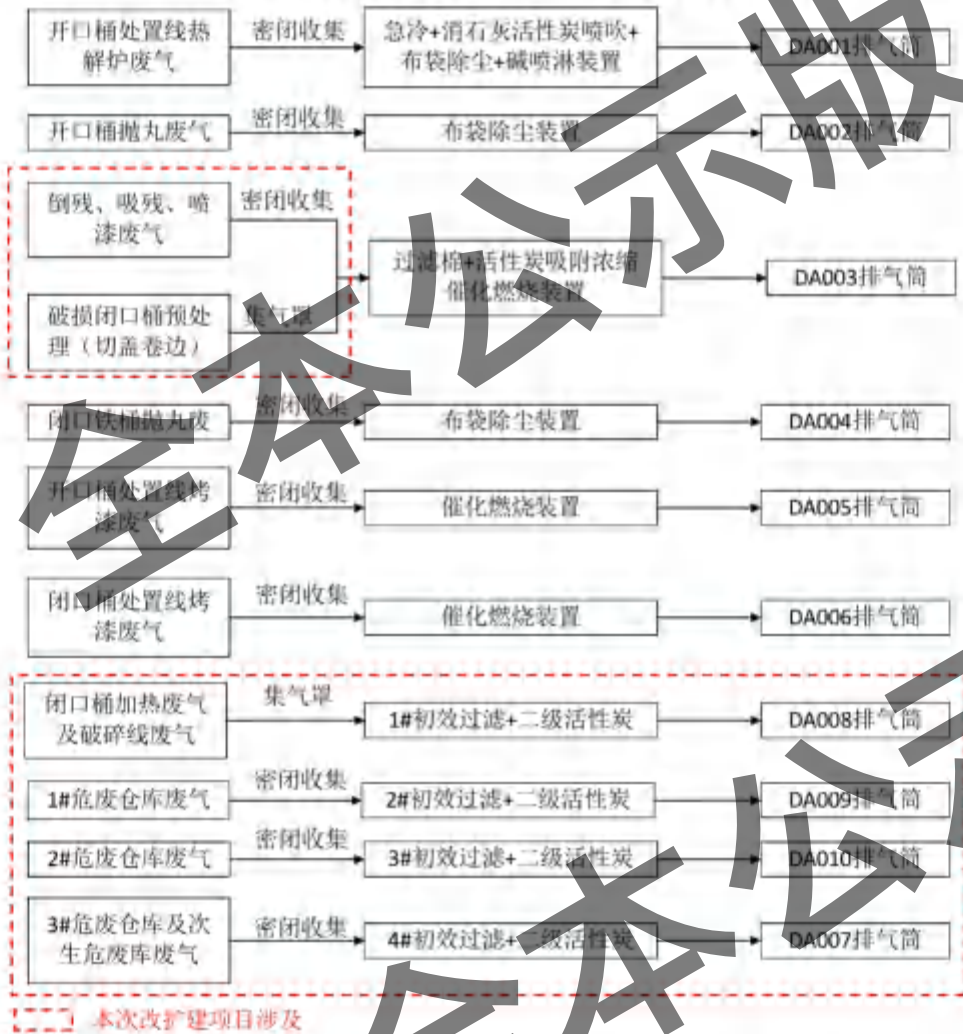 开口桶处置线热
解炉废气
密闭收集
急冷+消石灰活性炭喷吹+
布袋除尘+碱喷淋装置
DA001排气筒
开口桶抛丸废气
密闭收集
布袋除尘装置
DA002排气筒
倒残、吸残、喷
漆废气
密闭收集
破损闭口桶预处
理（切盖卷边）
集气罩
过滤棉+活性炭吸附浓缩
催化燃烧装置
DA003排气筒
闭口铁桶抛丸废
密闭收集
布袋除尘装置
DA004排气筒
开口桶处置线烤
漆废气
密闭收集
催化燃烧装置
DA005排气筒
闭口桶处置线烤
漆废气
密闭收集
催化燃烧装置
DA006排气筒
闭口桶加热废气
及破碎线废气
集气罩
1#初效过滤+二级活性炭
DA008排气筒
1#危废仓库废气
密闭收集
2#初效过滤+二级活性炭
DA009排气筒
2#危废仓库废气
密闭收集
3#初效过滤+二级活性炭
DA010排气筒
3#危废仓库及次
生危废库废气
密闭收集
4#初效过滤+二级活性炭
DA007排气筒
本次改扩建项目涉及
全本公示版
全本公示